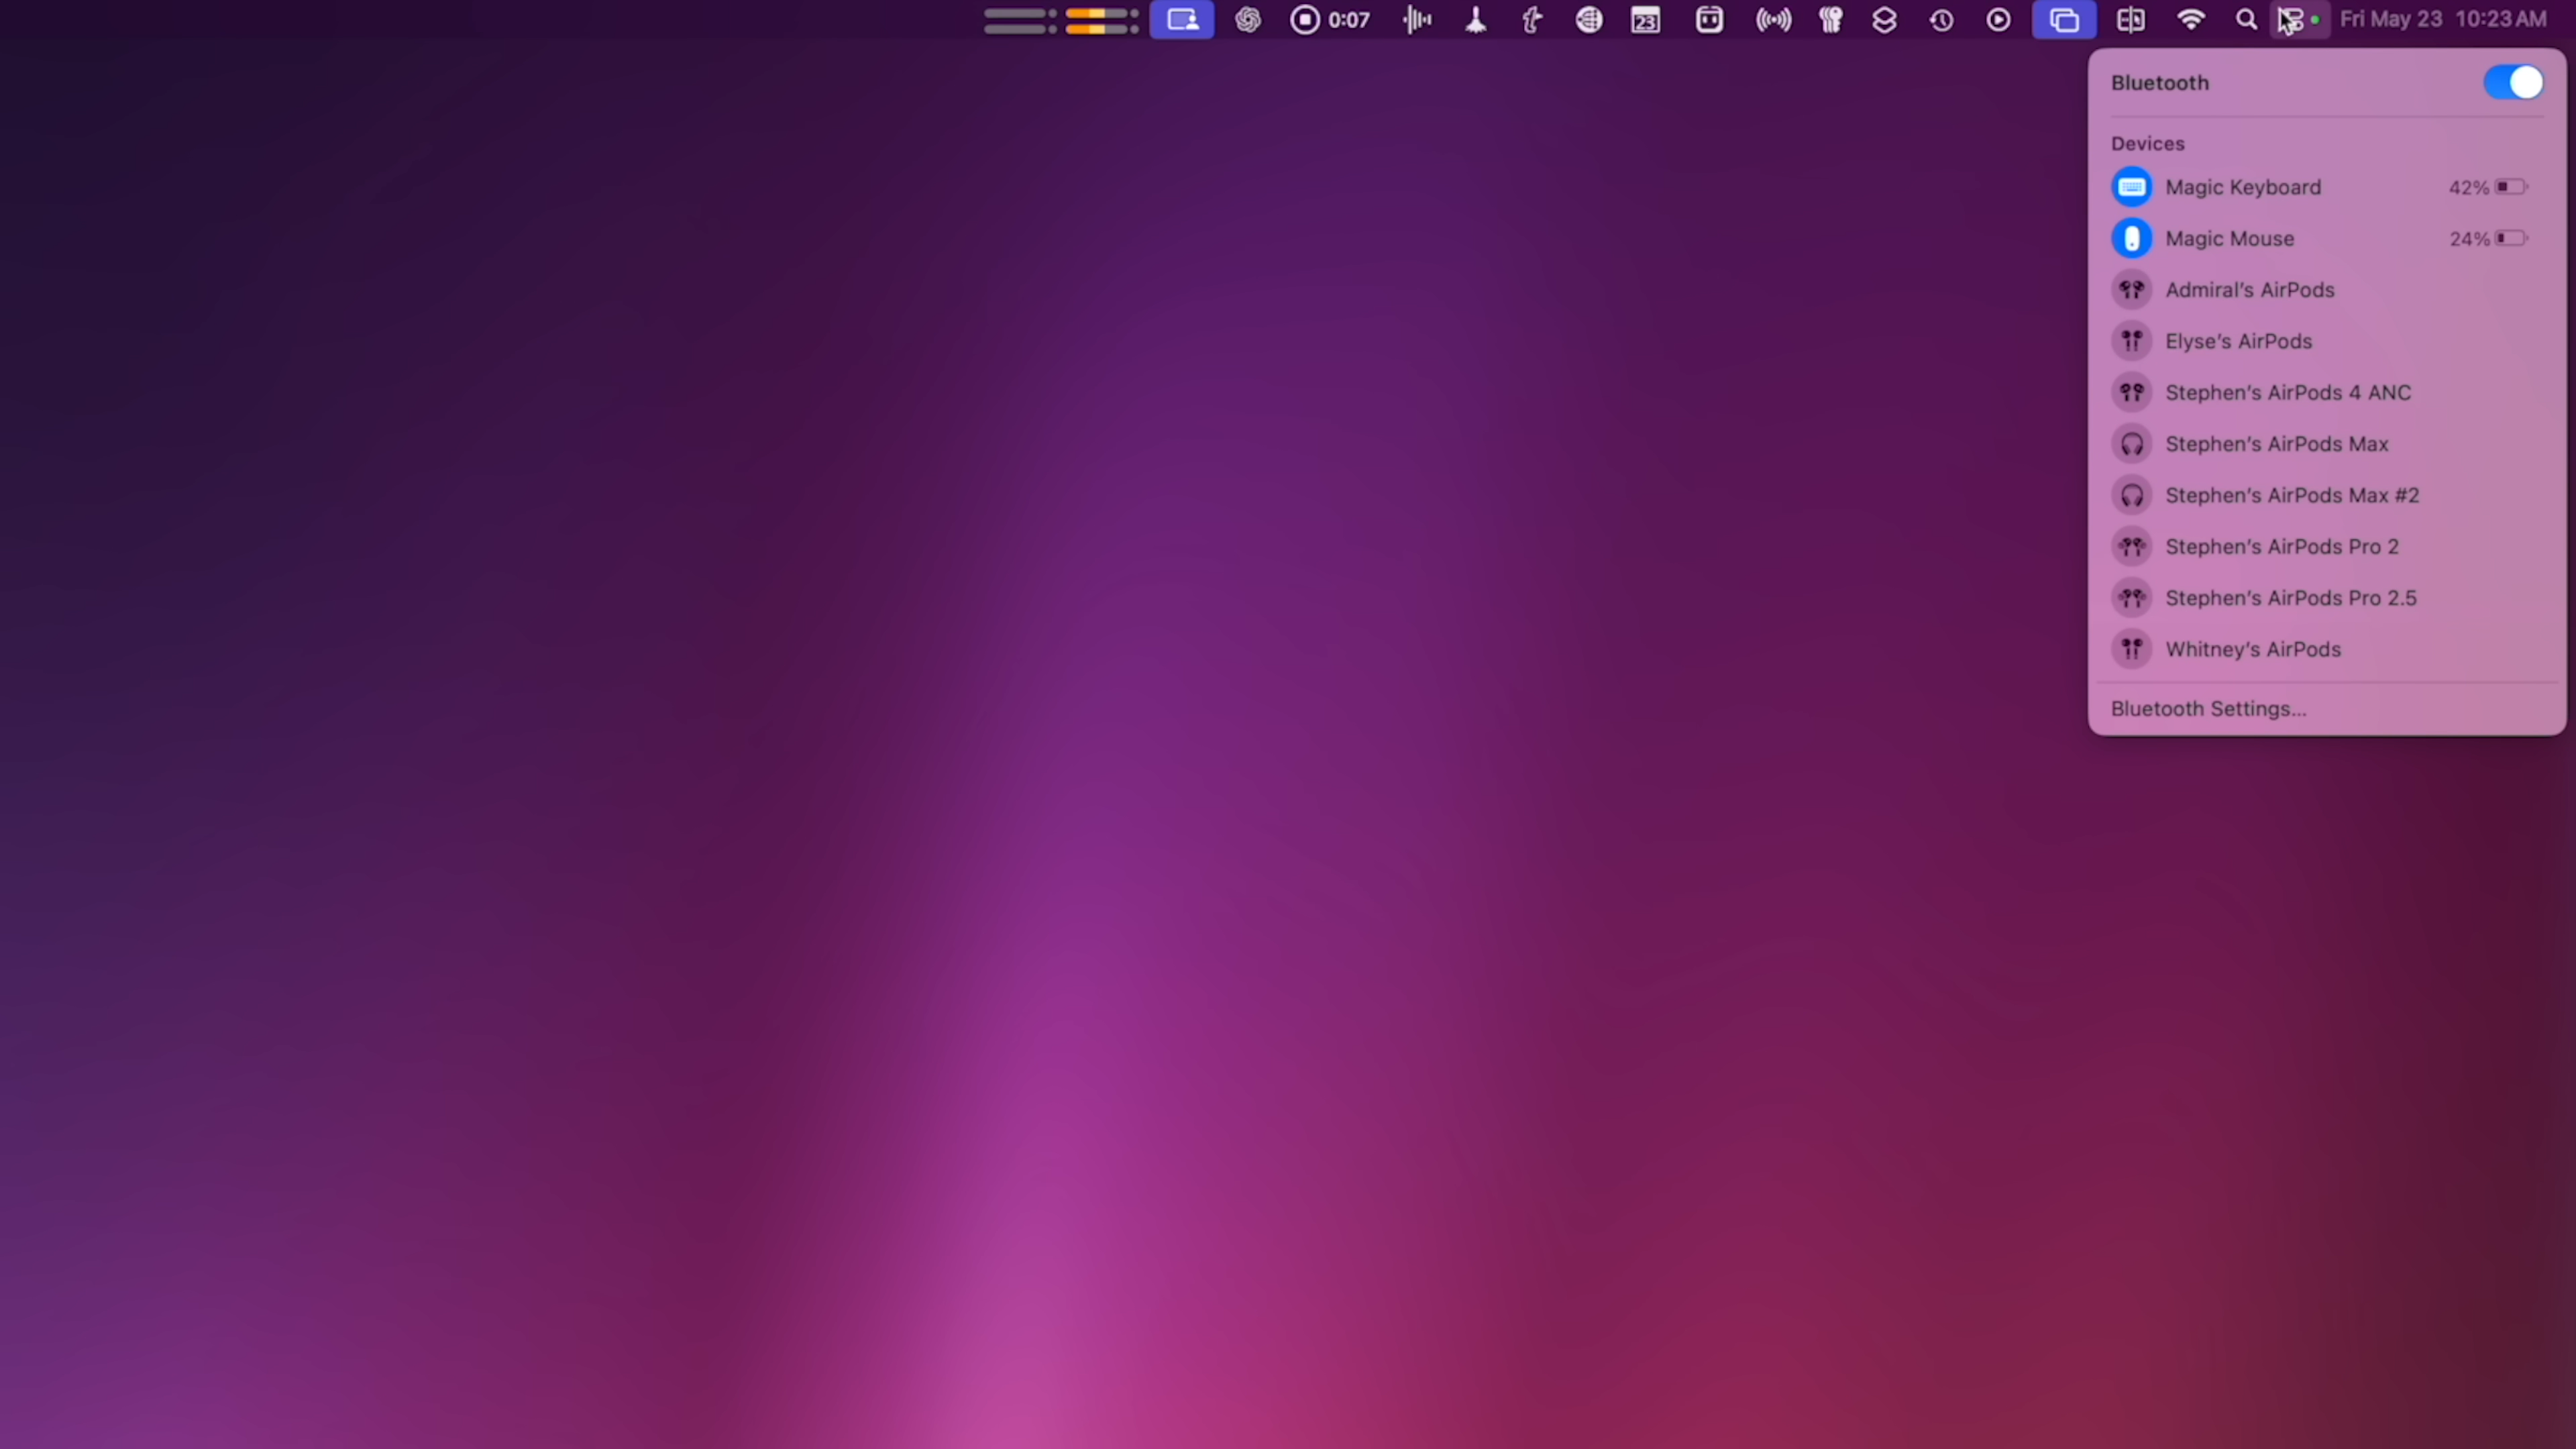 0:07 23 Fri May 23 10:23 AM
Bluetooth
Devices
Magic Keyboard 42%
Magic Mouse 24%
Admiral’s AirPods
Elyse’s AirPods
Stephen’s AirPods 4 ANC
Stephen’s AirPods Max
Stephen’s AirPods Max #2
Stephen’s AirPods Pro 2
Stephen’s AirPods Pro 2.5
Whitney’s AirPods
Bluetooth Settings...